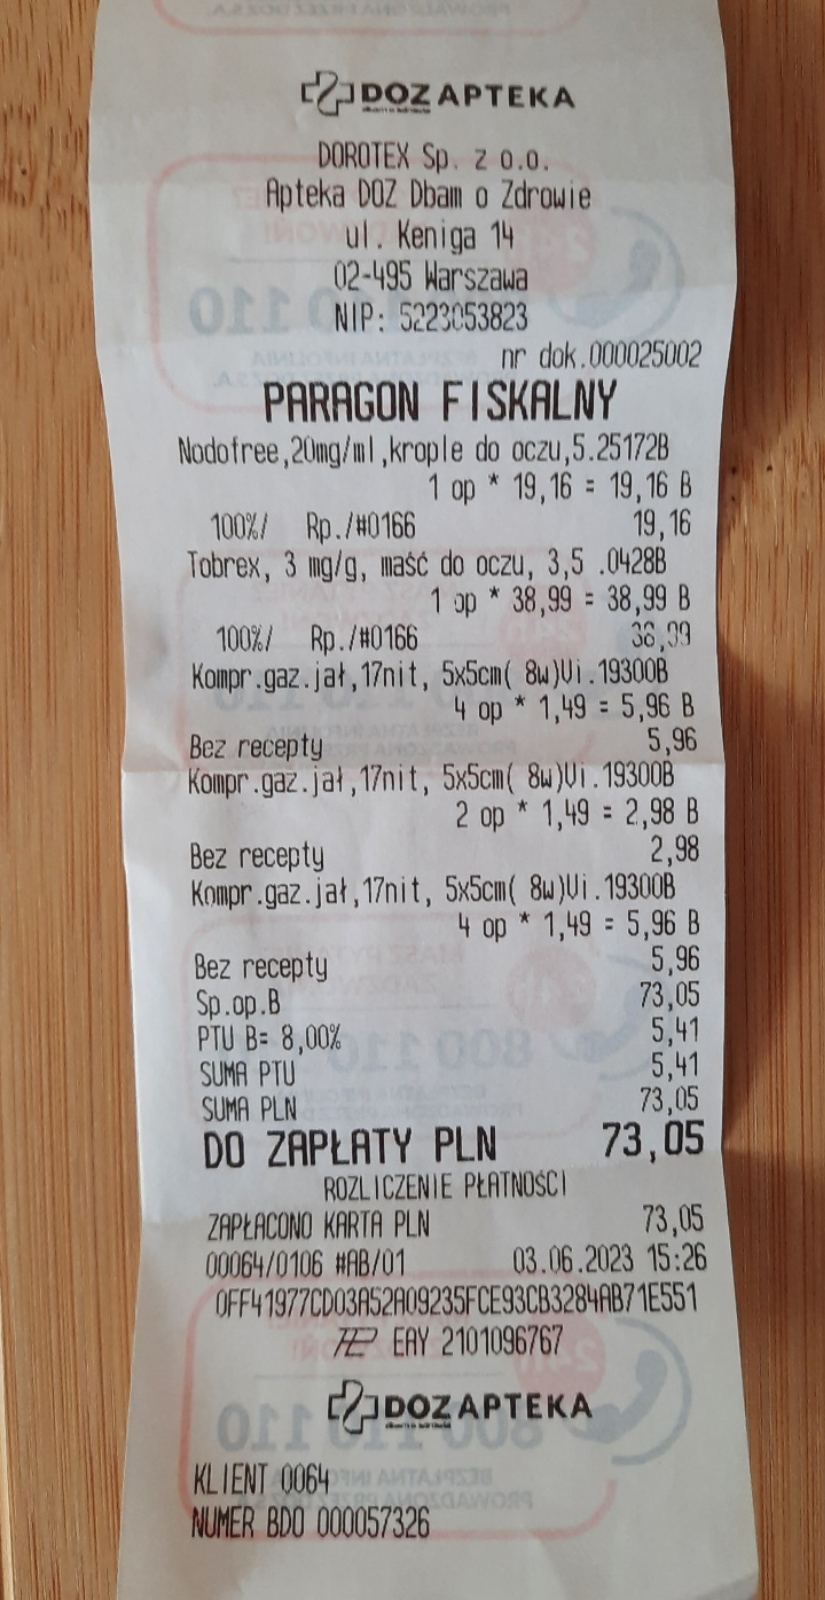 DOZ APTEKA
DOROTEX Sp. z o.o.
Apteka DOZ Dbam o Zdrowie
ul. Keniga 14
02-495 Warszawa
NIP: 5223053823
nr dok.000025002
PARAGON FISKALNY
Nodofree,20mg/ml,krople do oczu,5.25172B
1 op * 19,16 = 19,16 B
100%/ Rp./#0166 19,16
Tobrex, 3 mg/g, maść do oczu, 3,5 .0428B
1 op * 38,99 = 38,99 B
100%/ Rp./#0166 38,99
Kompr.gaz.jał,17nit, 5x5cm( 8w)Vi.19300B
4 op * 1,49 = 5,96 B
Bez recepty 5,96
Kompr.gaz.jał,17nit, 5x5cm( 8w)Vi.19300B
2 op * 1,49 = 2,98 B
Bez recepty 2,98
Kompr.gaz.jał,17nit, 5x5cm( 8w)Vi.19300B
4 op * 1,49 = 5,96 B
Bez recepty 5,96
Sp.op.B 73,05
PTU B= 8,00% 5,41
SUMA PTU 5,41
SUMA PLN 73,05
DO ZAPŁATY PLN 73,05
ROZLICZENIE PŁATNOŚCI
ZAPŁACONO KARTA PLN 73,05
00064/0106 #AB/01 03.06.2023 15:26
0FF41977CD03A52A09235FCE93CB3284AB71E551
EAY 2101096767
DOZ APTEKA
KLIENT 0064
NUMER BDO 000057326